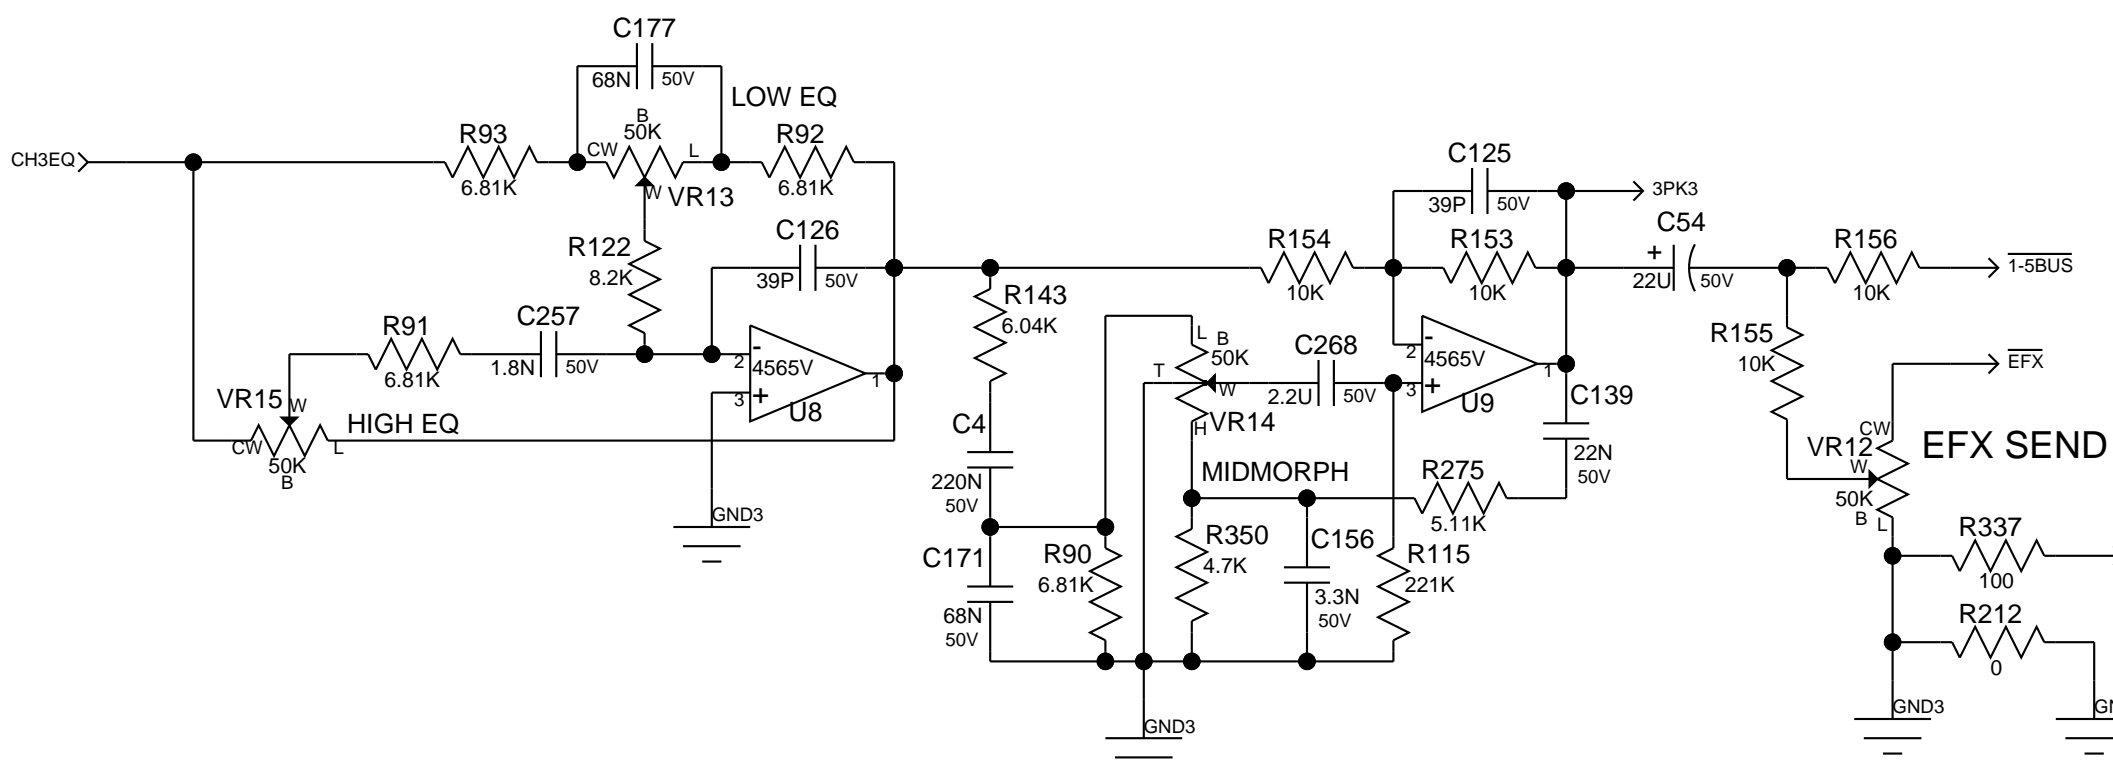 C177
68N 50V
LOW EQ
B
50K
R93
CW
L
R92
CH3EQ
6.81K
W
VR13
6.81K
C125
39P 50V
3PK3
C126
39P 50V
R122
8.2K
R154
10K
R153
10K
C54
+
22U 50V
R156
10K
1-5BUS
R143
6.04K
C257
1.8N 50V
R91
6.81K
-
2
4565V
1
3
+
U8
VR15
W
HIGH EQ
CW
50K
L
B
GND3
L
B
50K
T
W
H
VR14
C268
2.2U 50V
-
2
4565V
1
3
+
U9
R155
10K
EFX
C139
22N
50V
C4
220N
50V
MIDMORPH
R275
5.11K
CW
VR12
W
50K
B
L
EFX SEND
C171
68N
50V
R90
6.81K
R350
4.7K
C156
3.3N
50V
R115
221K
R337
100
R212
0
GND3
GND3
GN